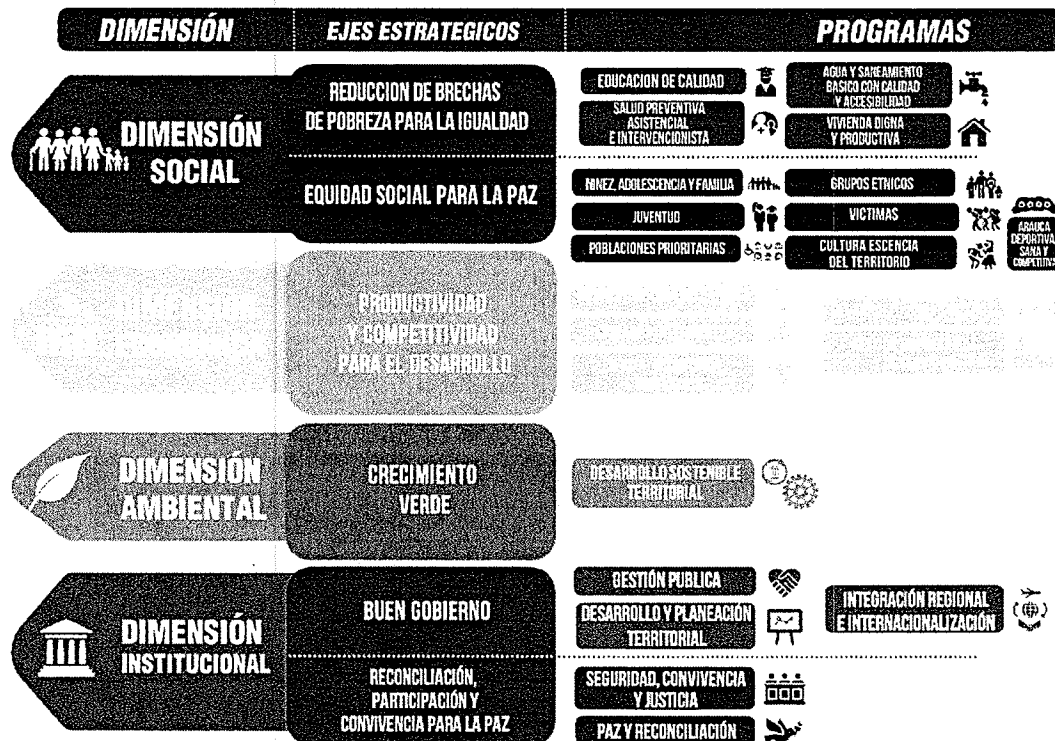 DIMENSIÓN
EJES ESTRATEGICOS
PROGRAMAS
DIMENSIÓN
SOCIAL
REDUCCION DE BRECHAS
DE POBREZA PARA LA IGUALDAD
EDUCACION DE CALIDAD
SALUD PREVENTIVA
ASISTENCIAL
E INTERVENCIONISTA
AGUA Y SANEAMIENTO
BASICO CON CALIDAD
Y ACCESIBILIDAD
VIVIENDA DIGNA
Y PRODUCTIVA
EQUIDAD SOCIAL PARA LA PAZ
NINEZ, ADOLESCENCIA Y FAMILIA
JUVENTUD
POBLACIONES PRIORITARIAS
GRUPOS ETNICOS
VICTIMAS
CULTURA ESCENCIA
DEL TERRITORIO
ARAUCA
DEPORTIVA
SANA Y
COMPETITIVA
PRODUCTIVIDAD
Y COMPETITIVIDAD
PARA EL DESARROLLO
DIMENSIÓN
AMBIENTAL
CRECIMIENTO
VERDE
DESARROLLO SOSTENIBLE
TERRITORIAL
DIMENSIÓN
INSTITUCIONAL
BUEN GOBIERNO
GESTIÓN PUBLICA
DESARROLLO Y PLANEACIÓN
TERRITORIAL
INTEGRACIÓN REGIONAL
E INTERNACIONALIZACIÓN
RECONCILIACIÓN,
PARTICIPACIÓN Y
CONVIVENCIA PARA LA PAZ
SEGURIDAD, CONVIVENCIA
Y JUSTICIA
PAZ Y RECONCILIACIÓN